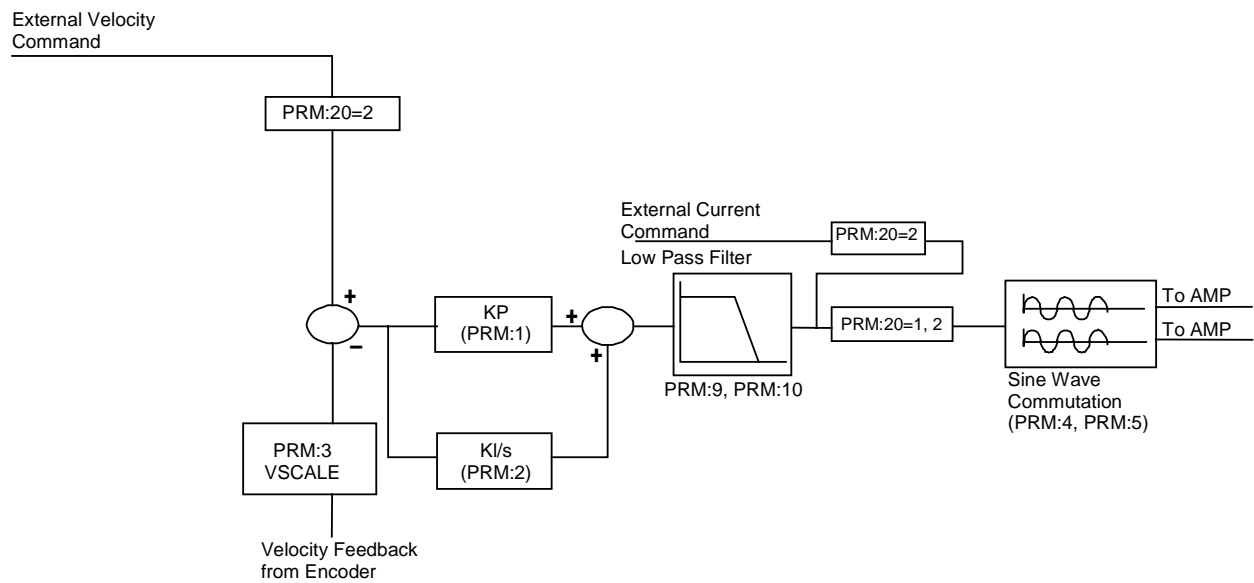 External Velocity
Command
PRM:20=2
External Current
Command
PRM:20=2
Low Pass Filter
+
−
KP
(PRM:1)
+
+
PRM:20=1, 2
To AMP
To AMP
PRM:9, PRM:10
Sine Wave
Commutation
(PRM:4, PRM:5)
PRM:3
VSCALE
KI/s
(PRM:2)
Velocity Feedback
from Encoder